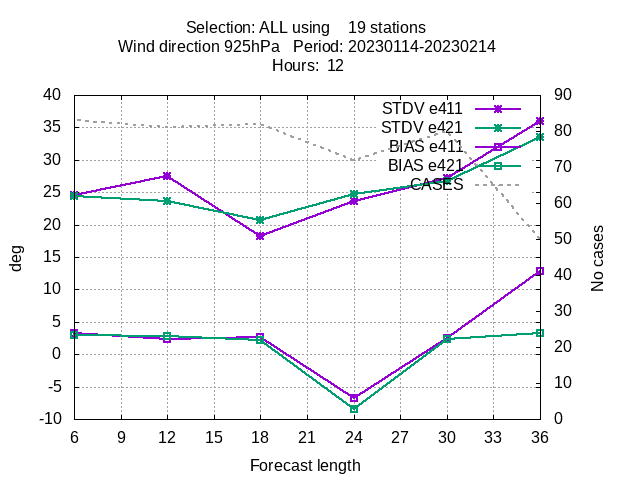 Selection: ALL using    19 stations
Wind direction 925hPa   Period: 20230114-20230214
Hours:  12
40
35
30
25
20
15
10
5
0
-5
-10
deg
90
80
70
60
50
40
30
20
10
0
No cases
STDV e411
STDV e421
BIAS e411
BIAS e421
CASES
6 9 12 15 18 21 24 27 30 33 36
Forecast length